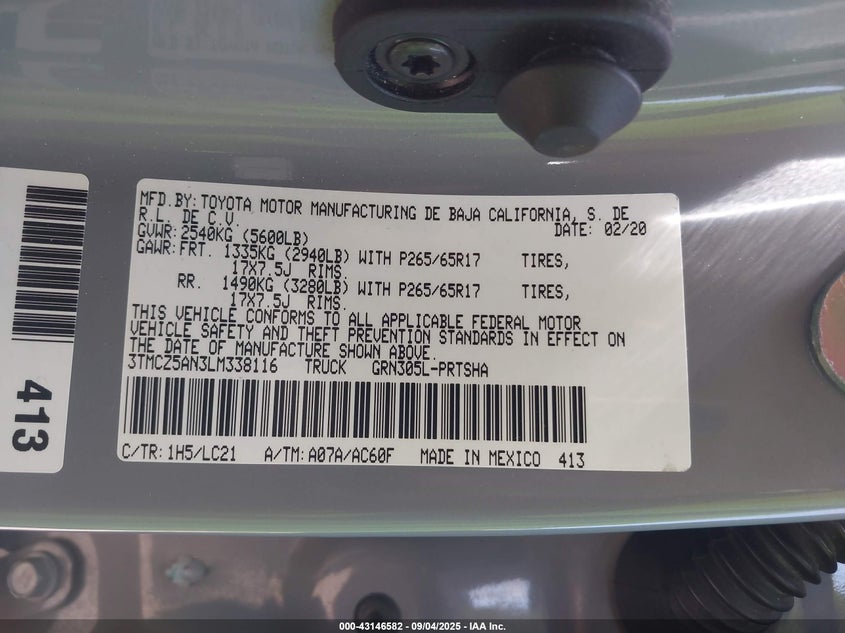 MFD.BY:TOYOTA MOTOR MANUFACTURING DE BAJA CALIFORNIA, S. DE
R.L. DE C.V. DATE: 02/20
GVWR:2540KG (5600LB)
GAWR:FRT. 1335KG (2940LB) WITH P265/65R17 TIRES,
17X7.5J RIMS.
RR. 1490KG (3280LB) WITH P265/65R17 TIRES,
17X7.5J RIMS.
THIS VEHICLE CONFORMS TO ALL APPLICABLE FEDERAL MOTOR
VEHICLE SAFETY AND THEFT PREVENTION STANDARDS IN EFFECT ON
THE DATE OF MANUFACTURE SHOWN ABOVE.
3TMCZ5AN3LM338116 TRUCK GRN305L-PRTSHA
C/TR: 1H5/LC21 A/TM: A07A/AC60F MADE IN MEXICO 413
413
000-43146582 - 09/04/2025 - IAA Inc.